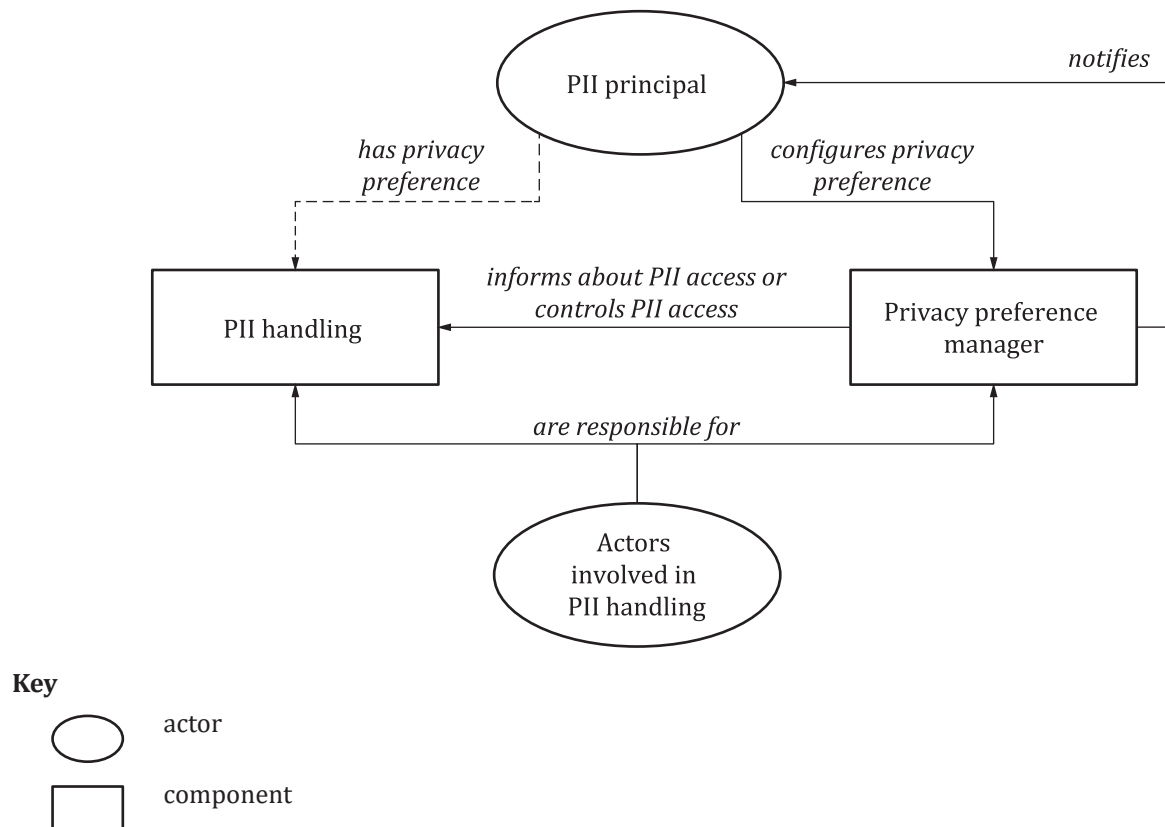 PII principal
notifies
has privacy
preference
configures privacy
preference
informs about PII access or
controls PII access
PII handling
Privacy preference
manager
are responsible for
Actors
involved in
PII handling
Key
actor
component